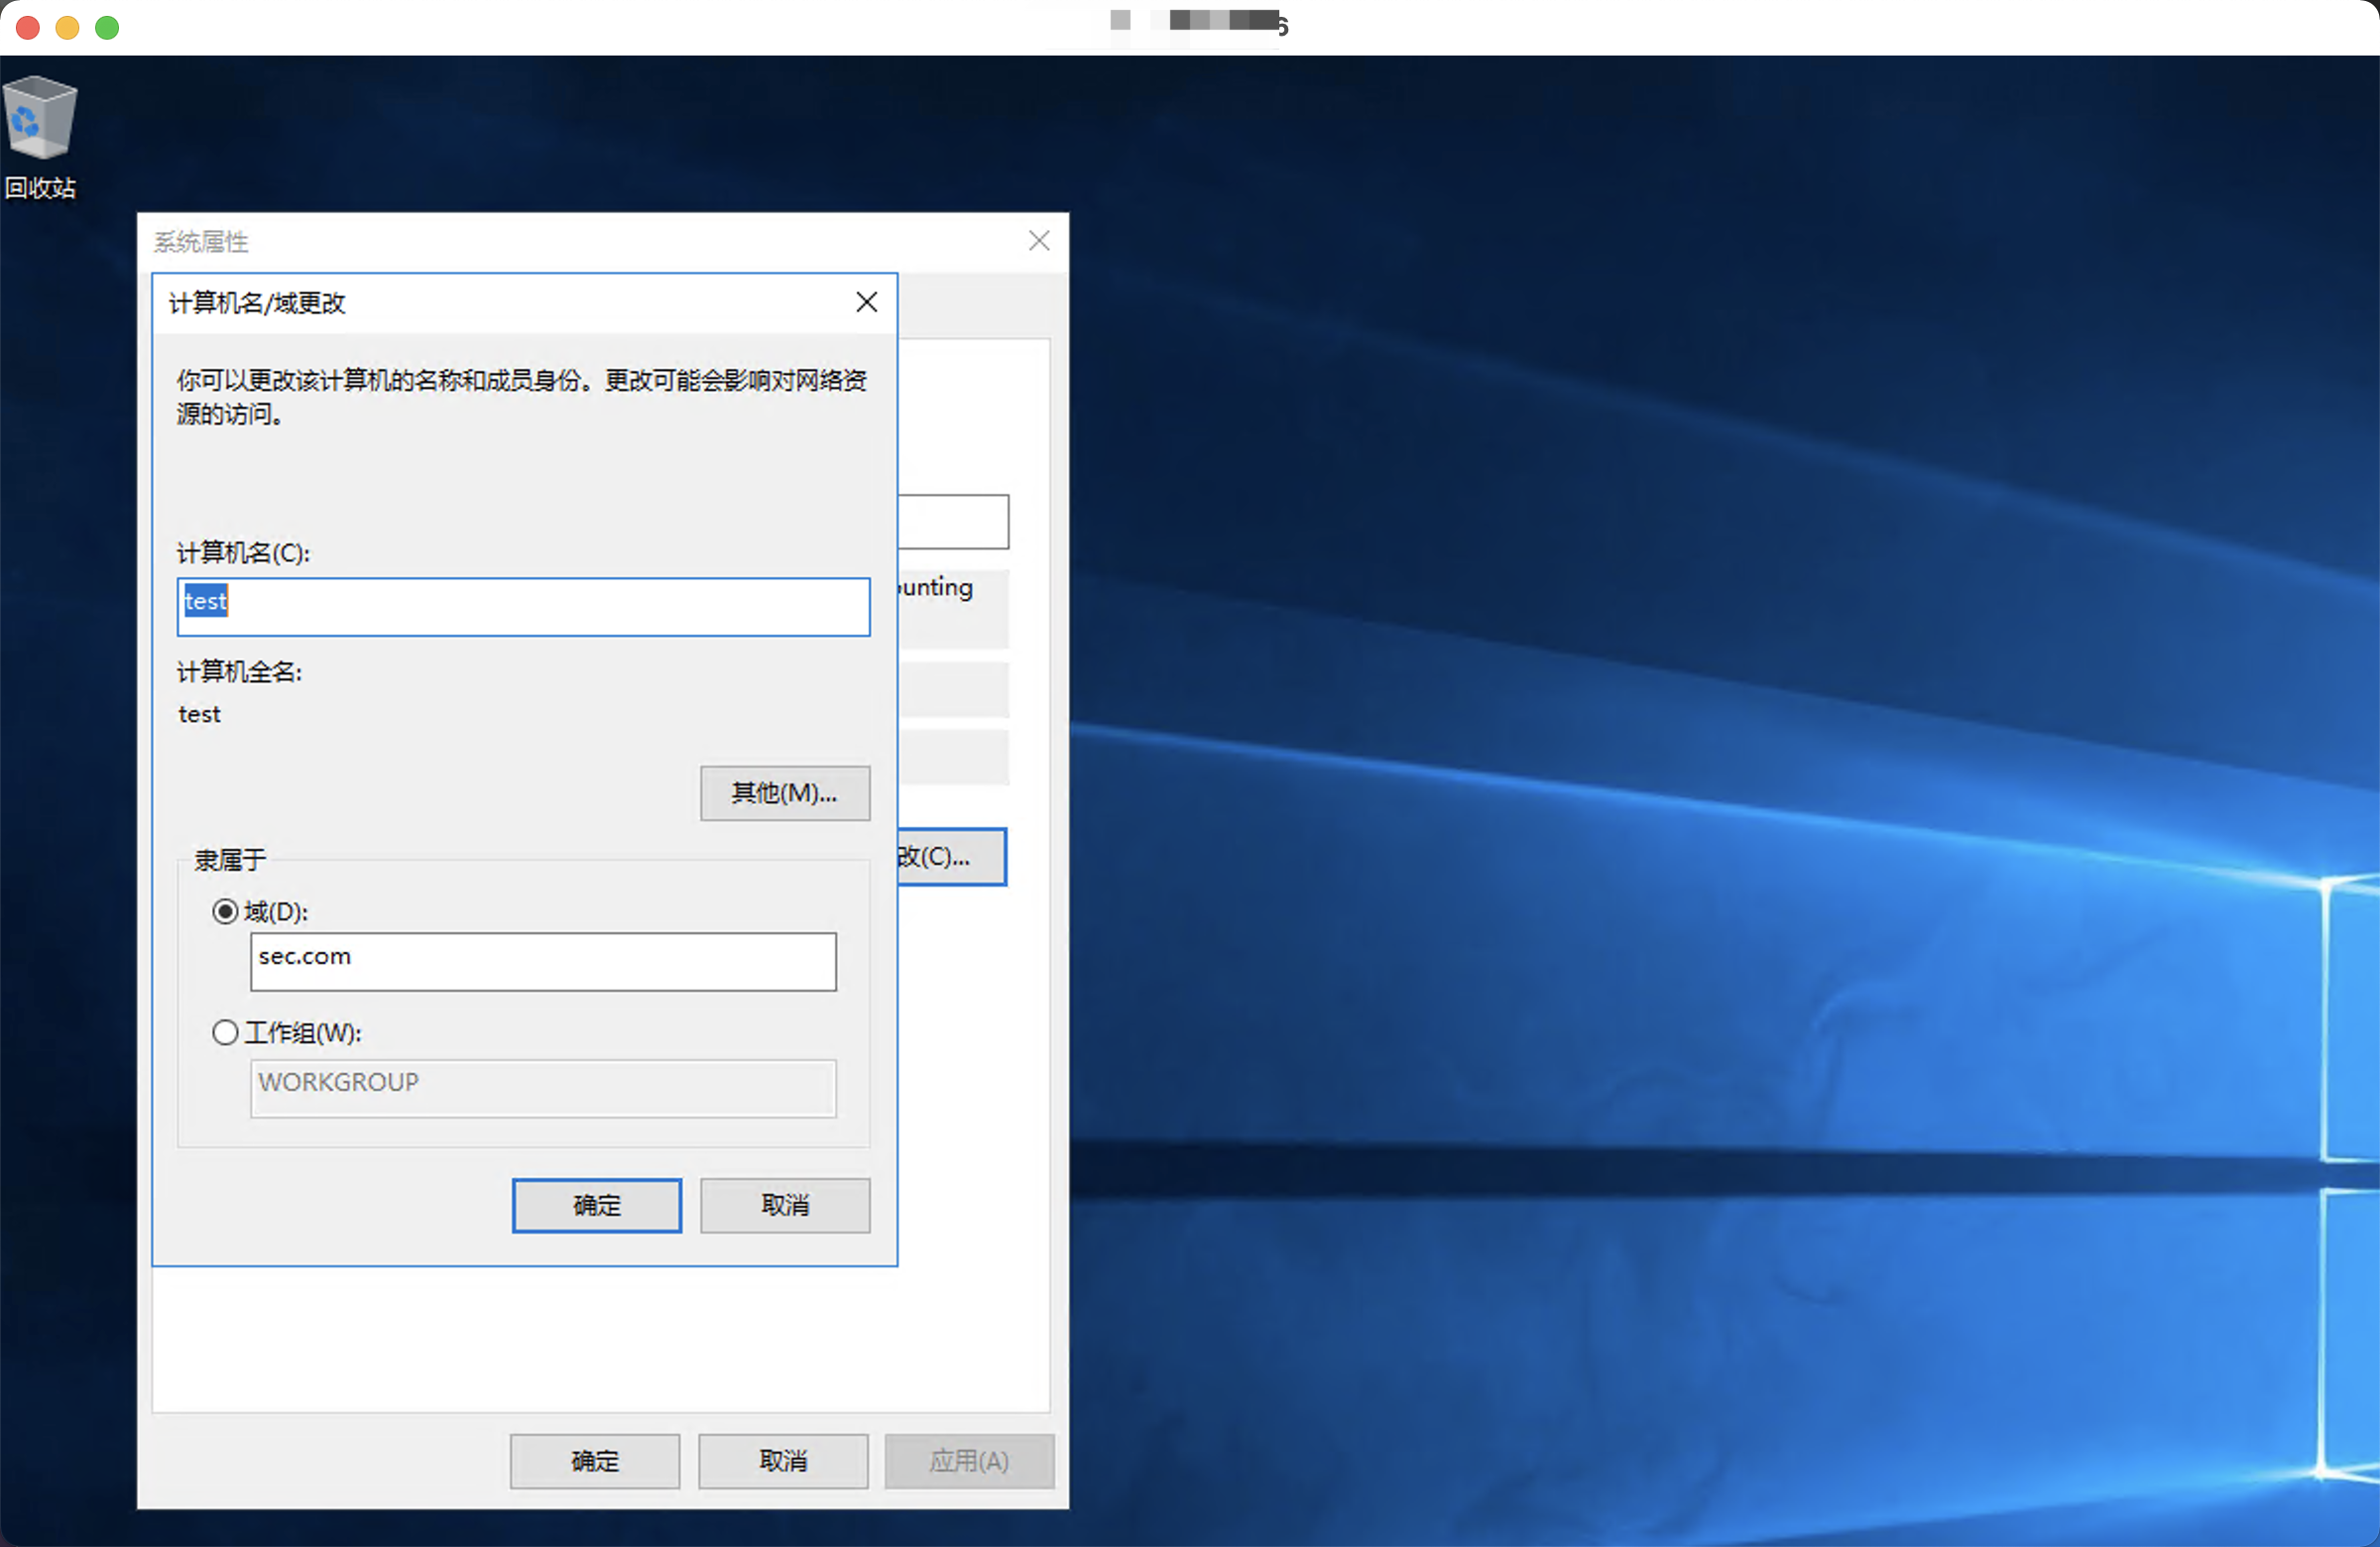 6
回收站
系统属性
计算机名/域更改
你可以更改该计算机的名称和成员身份。更改可能会影响对网络资
源的访问。
计算机名(C):
test
unting
计算机全名:
test
其他(M)...
改(C)...
隶属于
域(D):
sec.com
工作组(W):
WORKGROUP
确定
取消
确定
取消
应用(A)